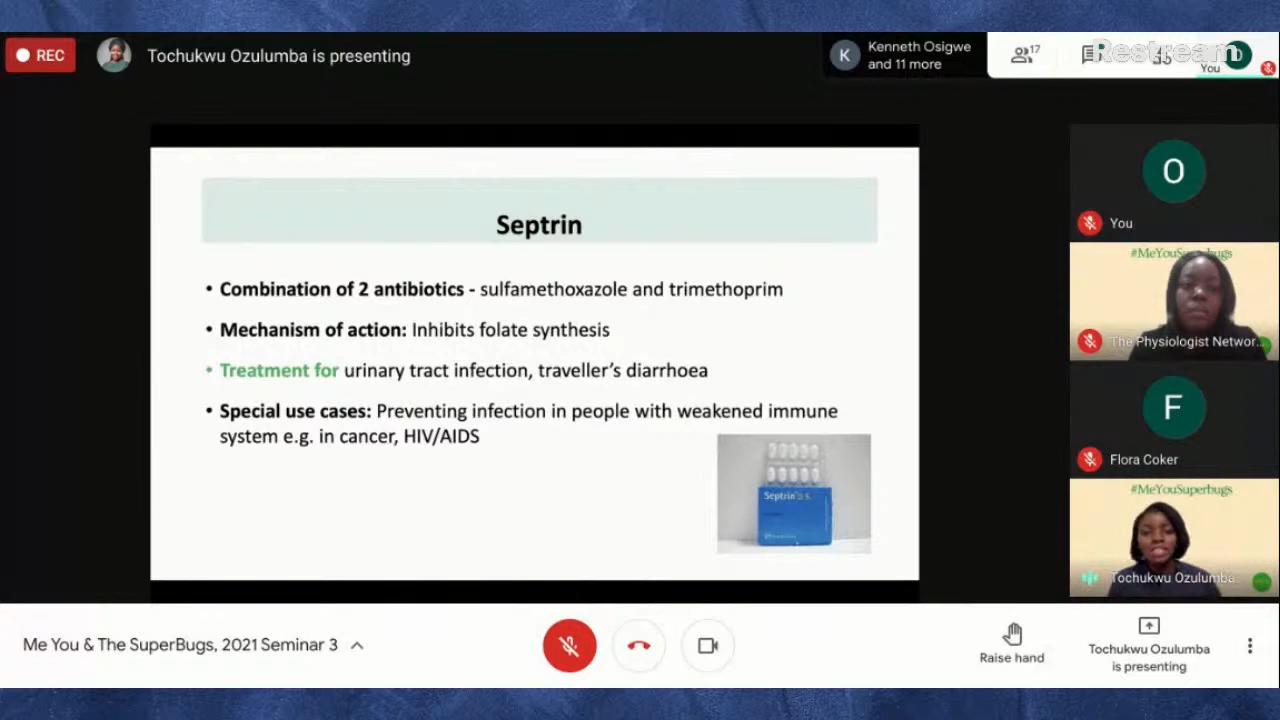 REC
Tochukwu Ozulumba is presenting
K
Kenneth Osigwe
and 11 more
17
Restream
You
Septrin
• Combination of 2 antibiotics - sulfamethoxazole and trimethoprim
• Mechanism of action: Inhibits folate synthesis
• Treatment for urinary tract infection, traveller's diarrhoea
• Special use cases: Preventing infection in people with weakened immune
system e.g. in cancer, HIV/AIDS
Septrin
O
You
#MeYouSuperbugs
The Physiologist Networ...
F
Flora Coker
#MeYouSuperbugs
Tochukwu Ozulumba
Me You & The SuperBugs, 2021 Seminar 3
Raise hand
Tochukwu Ozulumba
is presenting